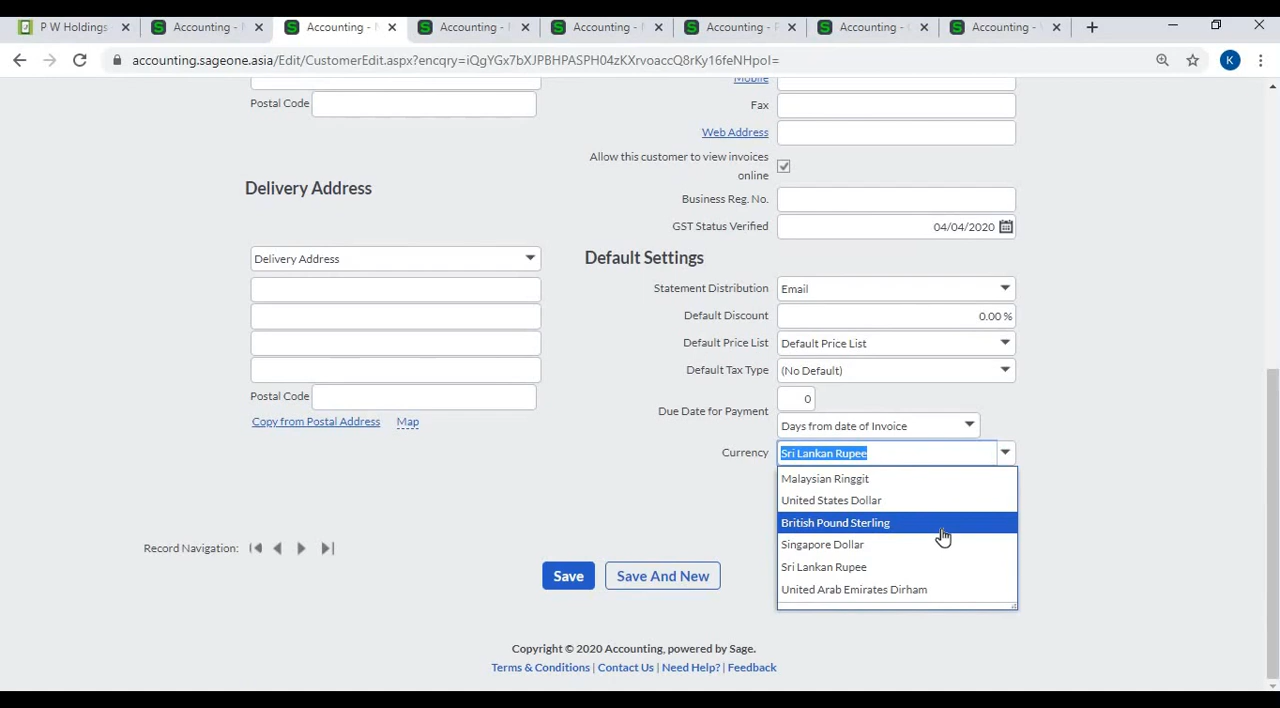 P W Holdings
Accounting - M
Accounting -
Accounting -
Accounting -
Accounting -
Accounting -
Accounting -
accounting.sageone.asia/Edit/CustomerEdit.aspx?encqry=iQgYGx7bXJPBHPASPH04zKXrvoaccQ8rKy16feNHpoI=
K
Mobile
Postal Code
Fax
Web Address
Allow this customer to view invoices
online
Delivery Address
Business Reg. No.
GST Status Verified 04/04/2020
Default Settings
Delivery Address
Statement Distribution Email
Default Discount 0.00 %
Default Price List Default Price List
Default Tax Type (No Default)
Postal Code
Due Date for Payment 0
Days from date of Invoice
Copy from Postal Address Map
Currency Sri Lankan Rupee
Malaysian Ringgit
United States Dollar
British Pound Sterling
Singapore Dollar
Sri Lankan Rupee
United Arab Emirates Dirham
Record Navigation:
Save Save And New
Copyright © 2020 Accounting, powered by Sage.
Terms & Conditions | Contact Us | Need Help? | Feedback